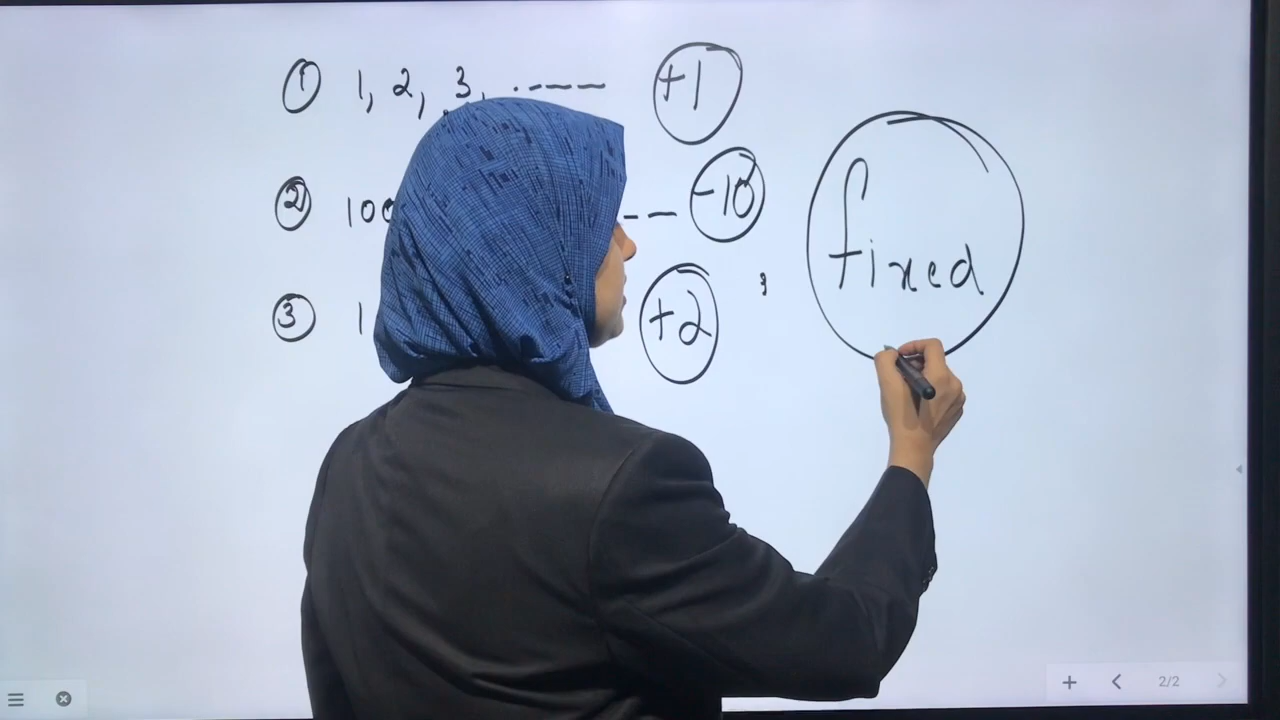 ① 1, 2, 3, ------ +1
② 100 --- -10
③ 1 +2 , fixed
2/2